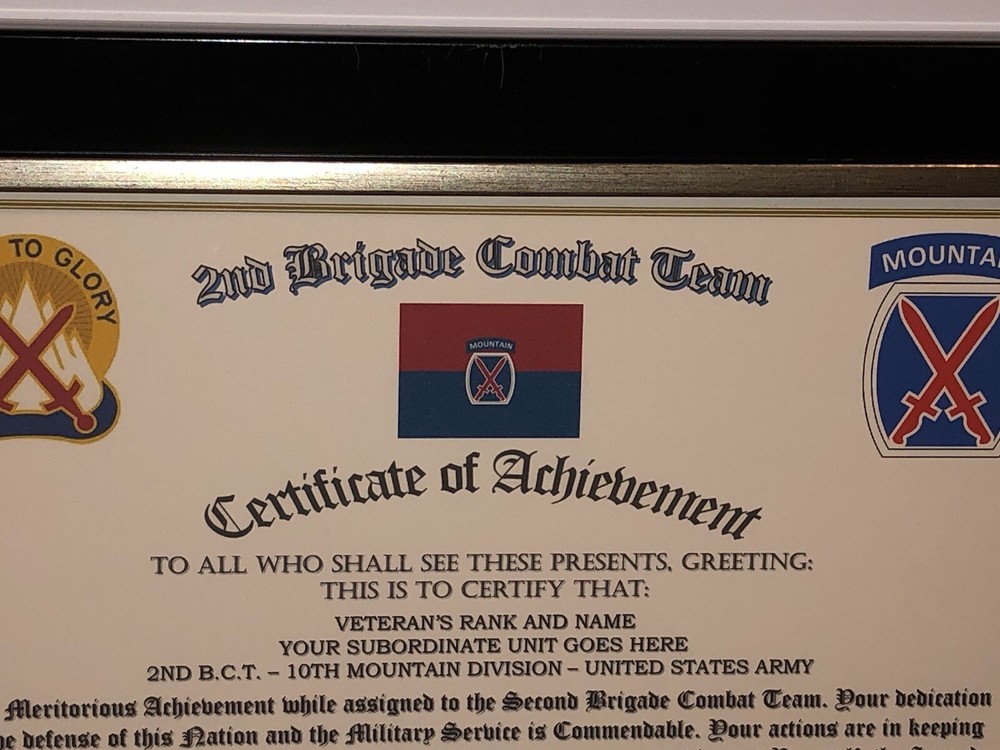 TO GLORY
2nd Brigade Combat Team
MOUNTAI
MOUNTAIN
Certificate of Achievement
TO ALL WHO SHALL SEE THESE PRESENTS, GREETING:
THIS IS TO CERTIFY THAT:
VETERAN'S RANK AND NAME
YOUR SUBORDINATE UNIT GOES HERE
2ND B.C.T. – 10TH MOUNTAIN DIVISION – UNITED STATES ARMY
Meritorious Achievement while assigned to the Second Brigade Combat Team. Your dedication
he defense of this Nation and the Military Service is Commendable. Your actions are in keeping